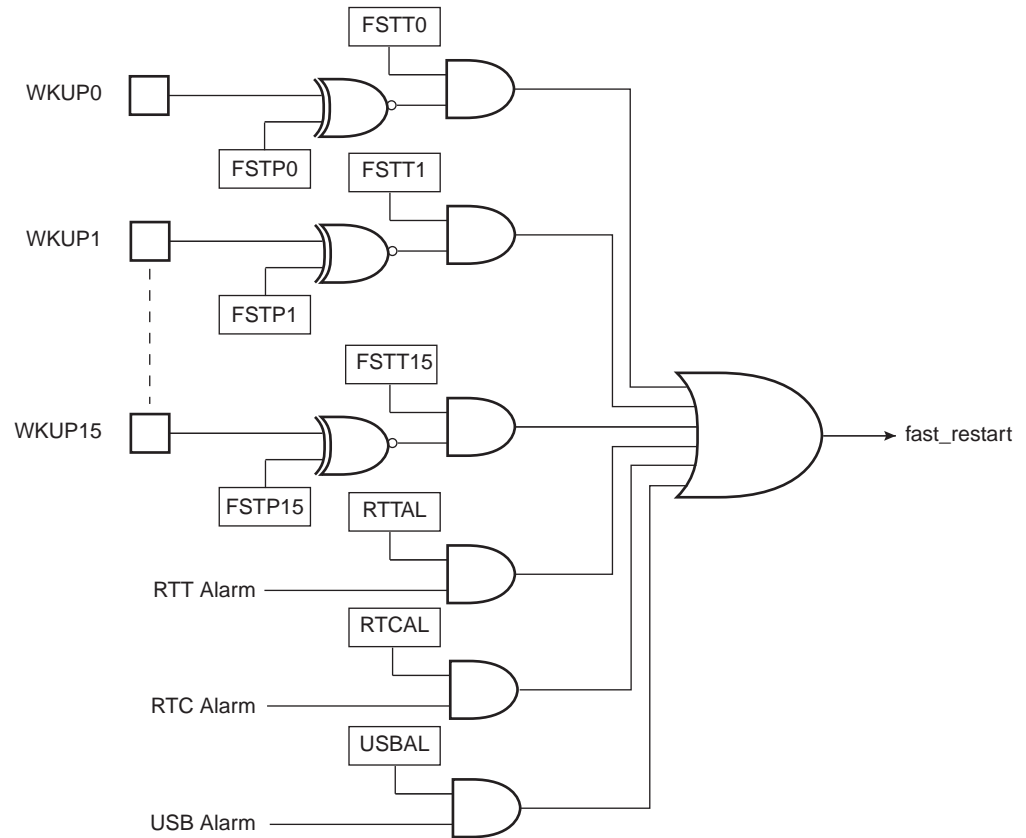 FSTT0
WKUP0
FSTP0
FSTT1
WKUP1
FSTP1
FSTT15
WKUP15
fast_restart
FSTP15
RTTAL
RTT Alarm
RTCAL
RTC Alarm
USBAL
USB Alarm